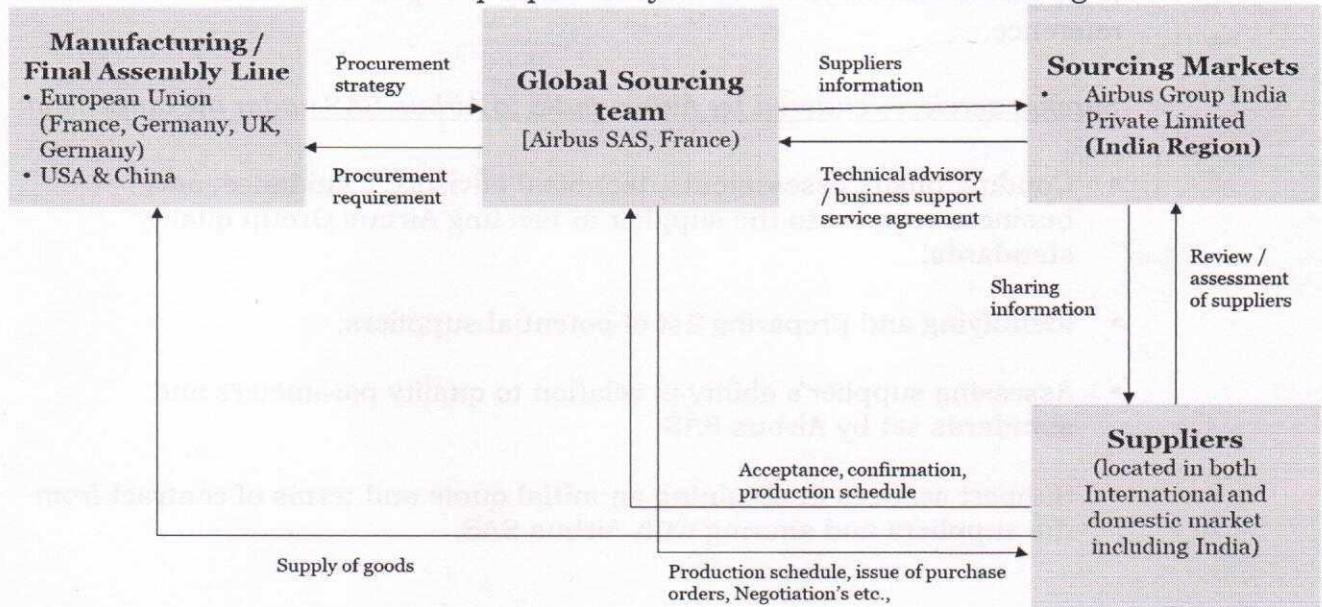 Manufacturing /
Final Assembly Line
• European Union
(France, Germany, UK,
Germany)
• USA & China
Procurement
strategy
Procurement
requirement
Global Sourcing
team
[Airbus SAS, France)
Suppliers
information
Technical advisory
/ business support
service agreement
Sourcing Markets
• Airbus Group India
Private Limited
(India Region)
Sharing
information
Review /
assessment
of suppliers
Suppliers
(located in both
International and
domestic market
including India)
Acceptance, confirmation,
production schedule
Supply of goods
Production schedule, issue of purchase
orders, Negotiation's etc.,